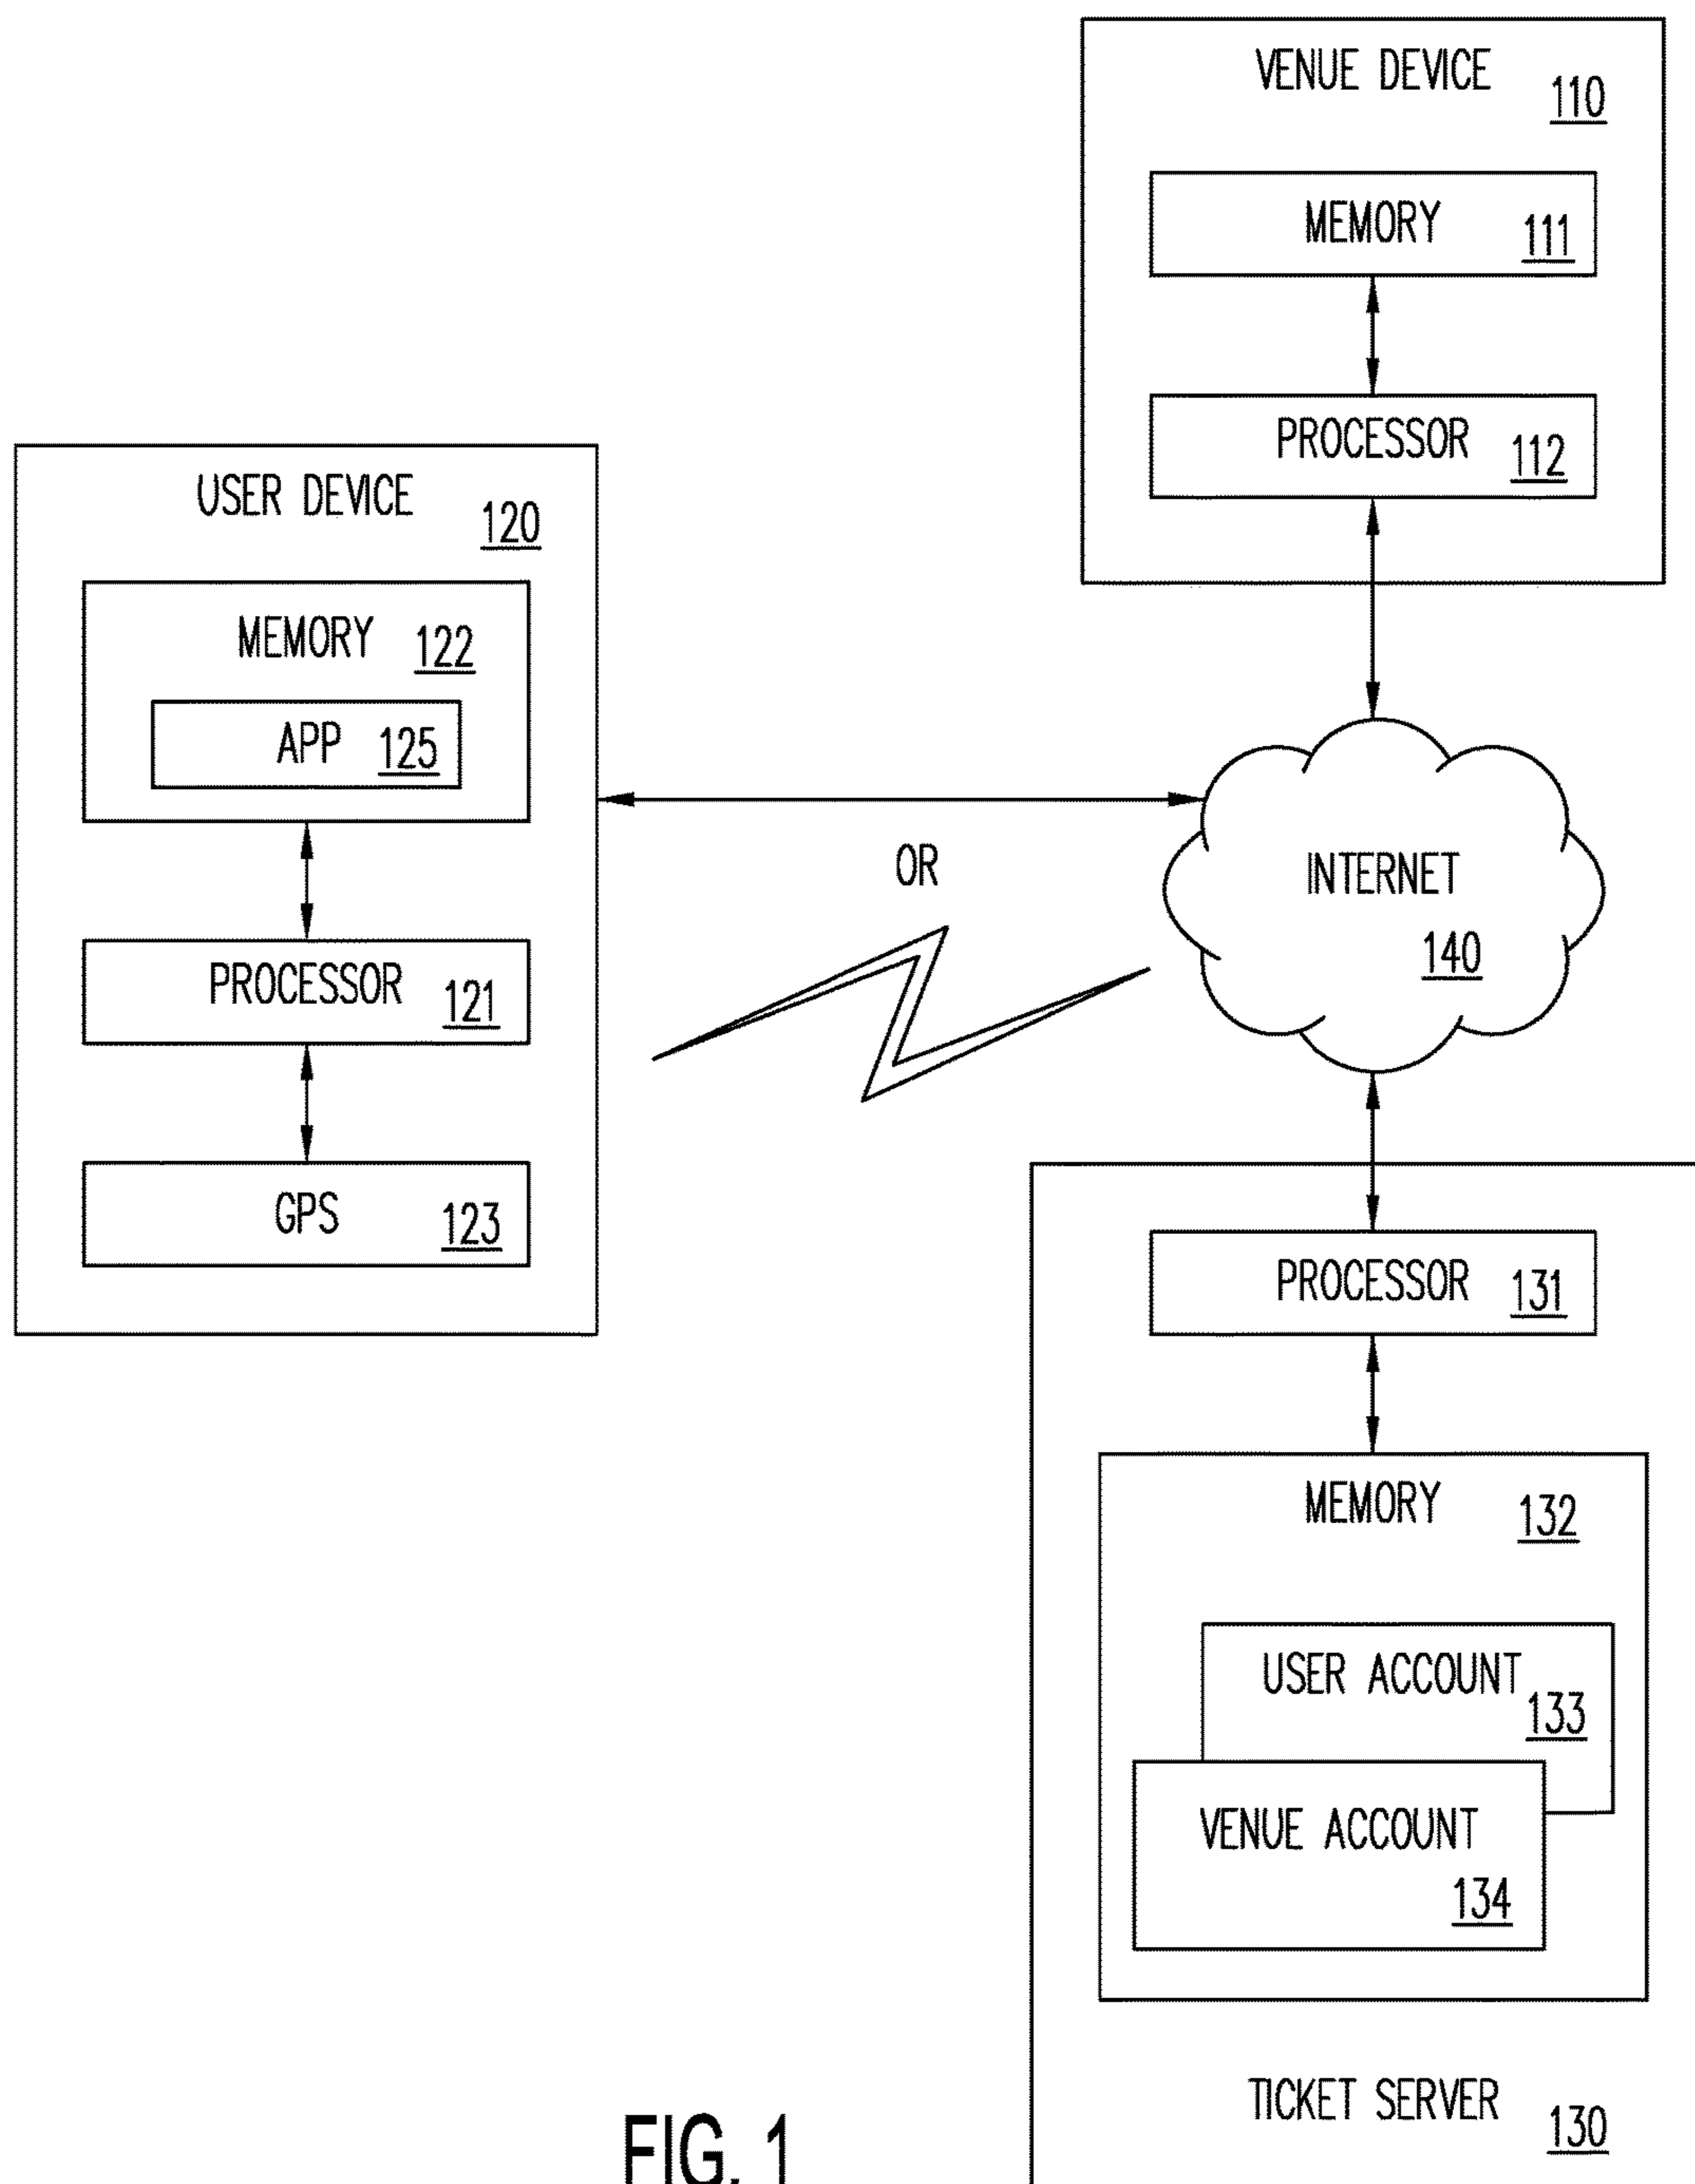 VENUE DEVICE 110
MEMORY 111
PROCESSOR 112
USER DEVICE 120
MEMORY 122
APP 125
PROCESSOR 121
GPS 123
OR
INTERNET
140
PROCESSOR 131
MEMORY 132
USER ACCOUNT
133
VENUE ACCOUNT
134
TICKET SERVER 130
FIG. 1